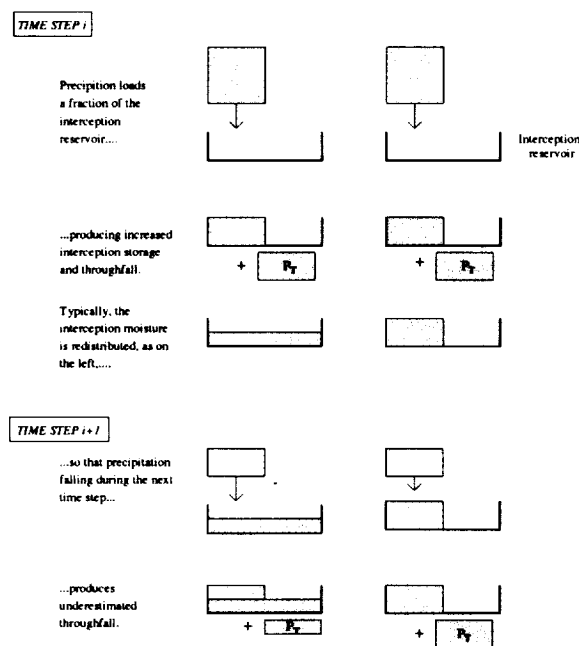 TIME STEP i
Precipition loads
a fraction of the
interception
reservoir....
Interception
reservoir
...producing increased
interception storage
and throughfall.
+ P_T
+ P_T
Typically, the
interception moisture
is redistributed, as on
the left,....
TIME STEP i+1
...so that precipitation
falling during the next
time step...
...produces
underestimated
throughfall.
+ P_T
+ P_T